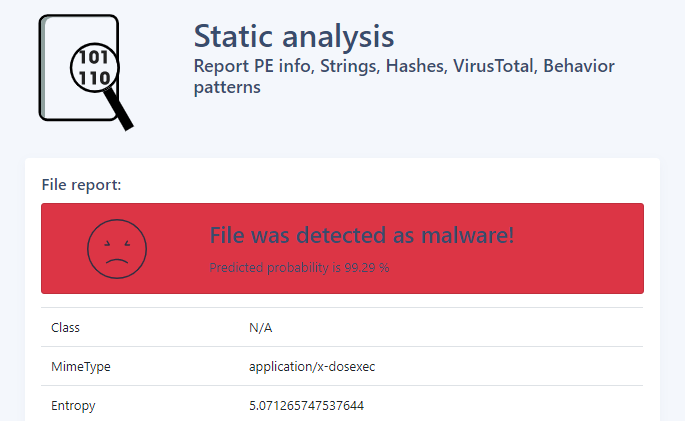 101
110
Static analysis
Report PE info, Strings, Hashes, VirusTotal, Behavior
patterns
File report:
File was detected as malware!
Predicted probability is 99.29 %
Class N/A
MimeType application/x-dosexec
Entropy 5.071265747537644